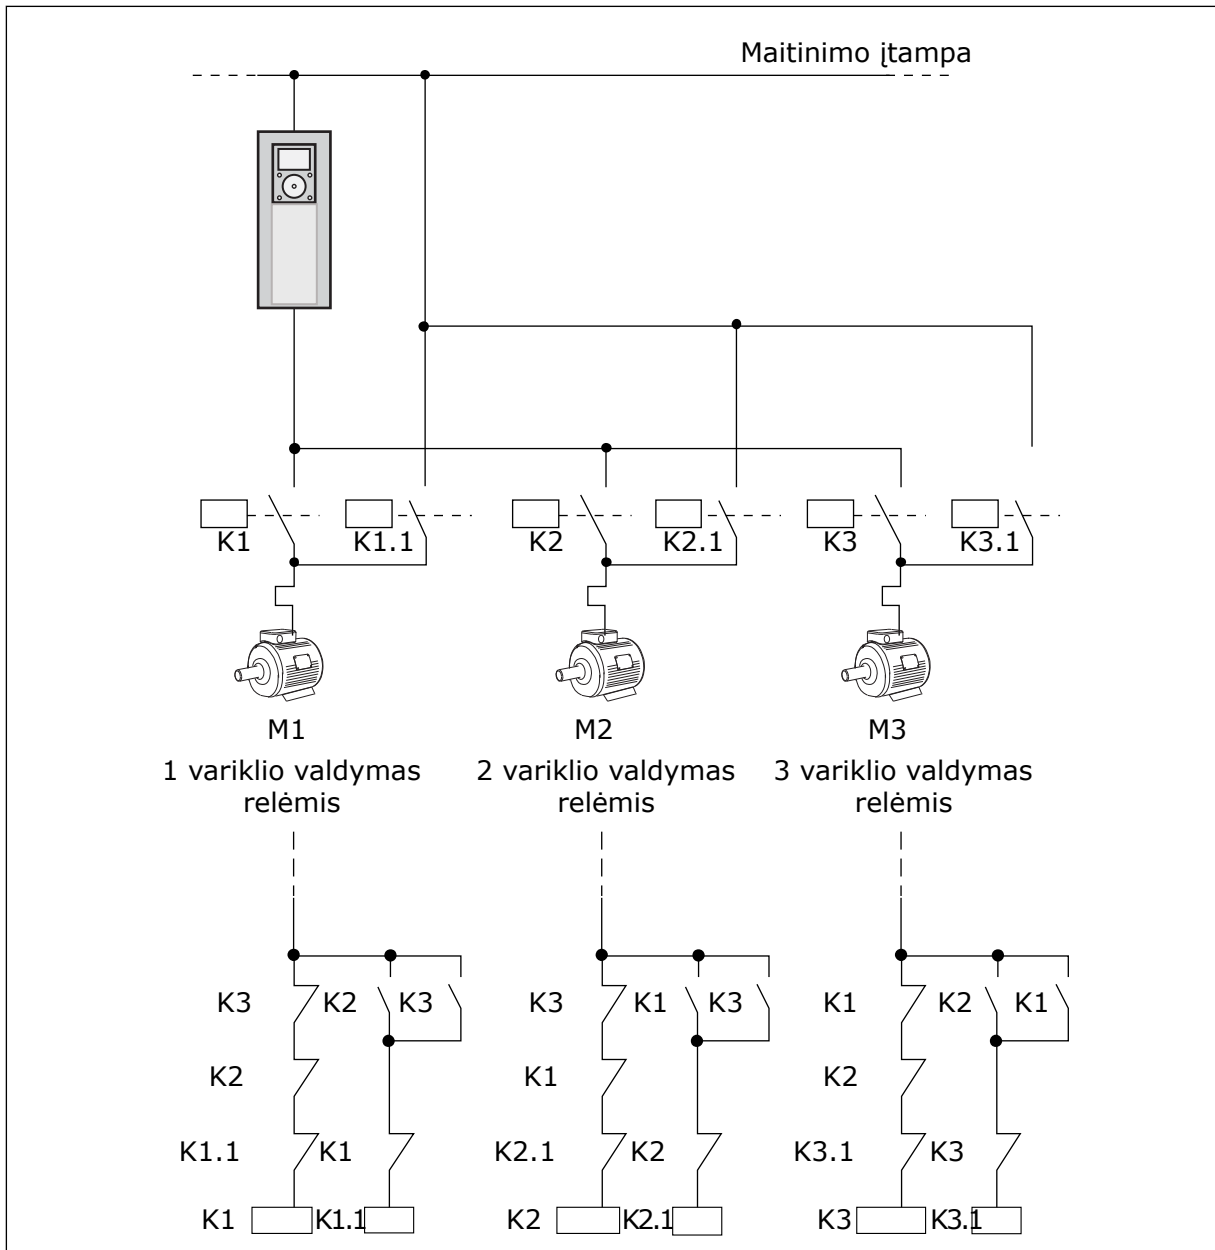 Maitinimo įtampa
K1 K1.1 K2 K2.1 K3 K3.1
M1 M2 M3
1 variklio valdymas relėmis
2 variklio valdymas relėmis
3 variklio valdymas relėmis
K3 K2 K3 K3 K1 K3 K1 K2 K1
K2 K1 K2
K1.1 K1 K2.1 K2 K3.1 K3
K1 K1.1 K2 K2.1 K3 K3.1